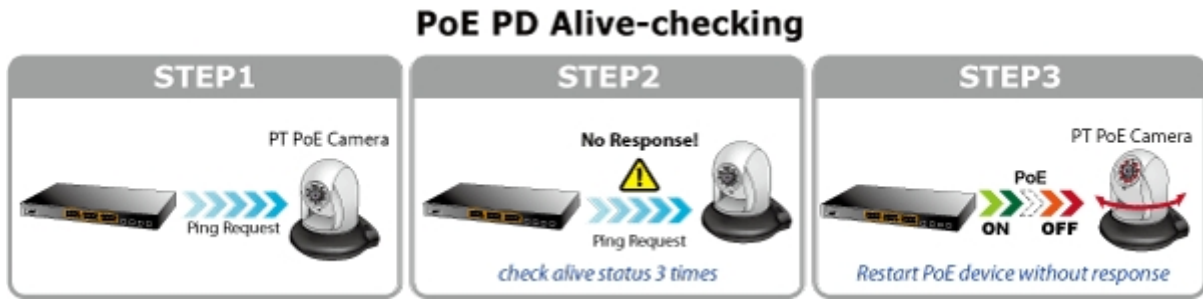 PoE PD Alive-checking
STEP1
PT PoE Camera
Ping Request
STEP2
No Response!
Ping Request
check alive status 3 times
STEP3
PT PoE Camera
PoE
ON OFF
Restart PoE device without response